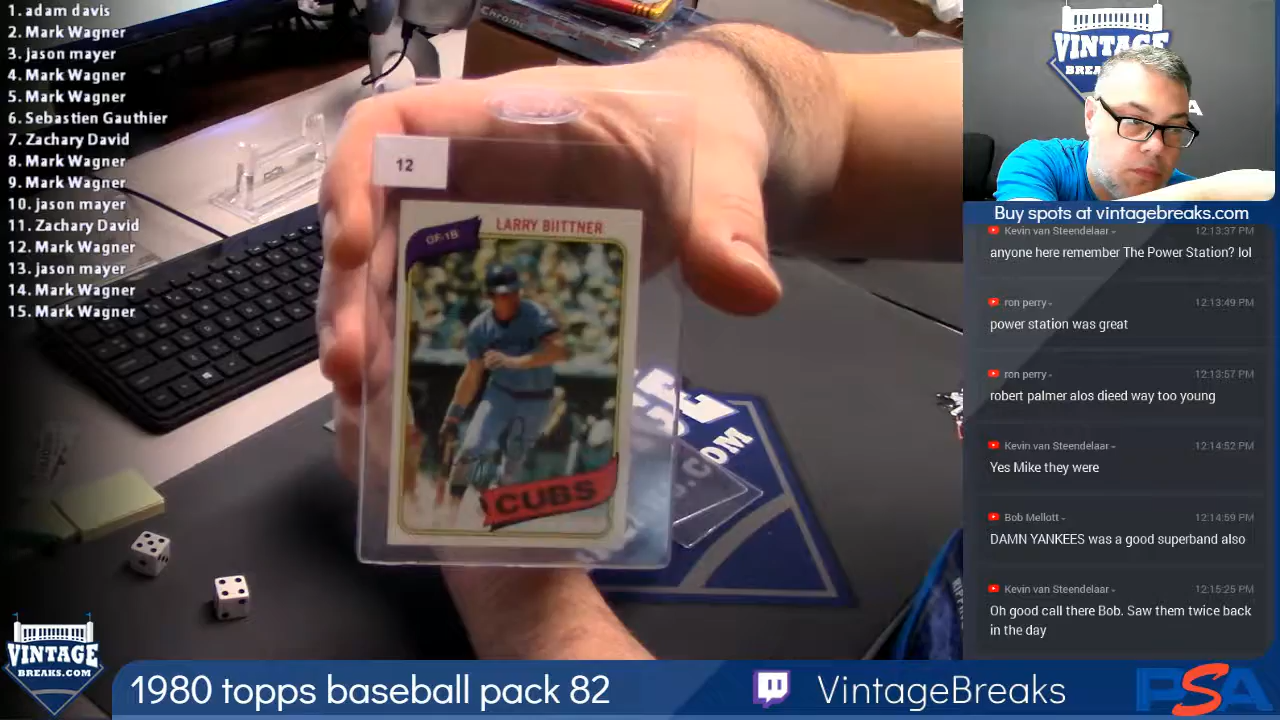 1. adam davis
2. Mark Wagner
3. jason mayer
4. Mark Wagner
5. Mark Wagner
6. Sebastien Gauthier
7. Zachary David
8. Mark Wagner
9. Mark Wagner
10. jason mayer
11. Zachary David
12. Mark Wagner
13. jason mayer
14. Mark Wagner
15. Mark Wagner
Chrome
12
OF-1B
LARRY BIITTNER
CUBS
.COM
VINTAGE
BREA
A
Buy spots at vintagebreaks.com
Kevin van Steendelaar 12:13:37 PM
anyone here remember The Power Station? lol
ron perry 12:13:49 PM
power station was great
ron perry 12:13:57 PM
robert palmer alos dieed way too young
Kevin van Steendelaar 12:14:52 PM
Yes Mike they were
Bob Mellott 12:14:59 PM
DAMN YANKEES was a good superband also
Kevin van Steendelaar 12:15:25 PM
Oh good call there Bob. Saw them twice back
in the day
VINTAGE
BREAKS.COM
1980 topps baseball pack 82
VintageBreaks
PSA